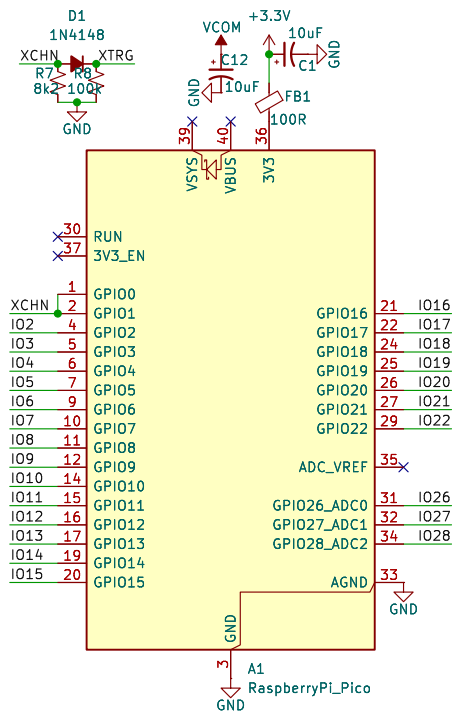 D1
1N4148
XCHN
XTRG
R7
8k2
R8
100k
GND
VCOM
C12
10uF
GND
+3.3V
10uF
C1
GND
FB1
100R
39
40
36
VSYS
VBUS
3V3
30
RUN
37
3V3_EN
1
GPIO0
XCHN
2
GPIO1
IO2
4
GPIO2
IO3
5
GPIO3
IO4
6
GPIO4
IO5
7
GPIO5
IO6
9
GPIO6
IO7
10
GPIO7
IO8
11
GPIO8
IO9
12
GPIO9
IO10
14
GPIO10
IO11
15
GPIO11
IO12
16
GPIO12
IO13
17
GPIO13
IO14
19
GPIO14
IO15
20
GPIO15
GPIO16
21
IO16
GPIO17
22
IO17
GPIO18
24
IO18
GPIO19
25
IO19
GPIO20
26
IO20
GPIO21
27
IO21
GPIO22
29
IO22
ADC_VREF
35
GPIO26_ADC0
31
IO26
GPIO27_ADC1
32
IO27
GPIO28_ADC2
34
IO28
AGND
33
GND
GND
3
A1
RaspberryPi_Pico
GND